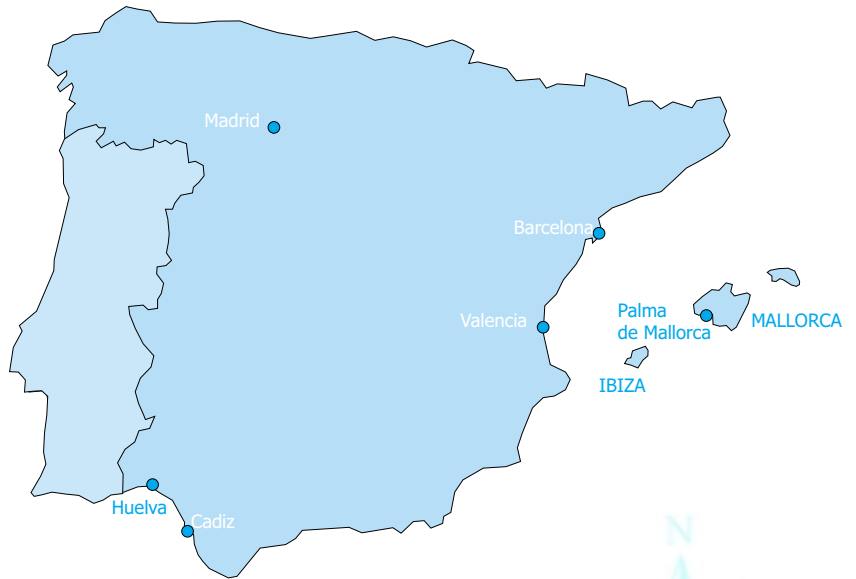 Madrid
Barcelona
Valencia
Palma
de Mallorca
MALLORCA
IBIZA
Huelva
Cadiz
N